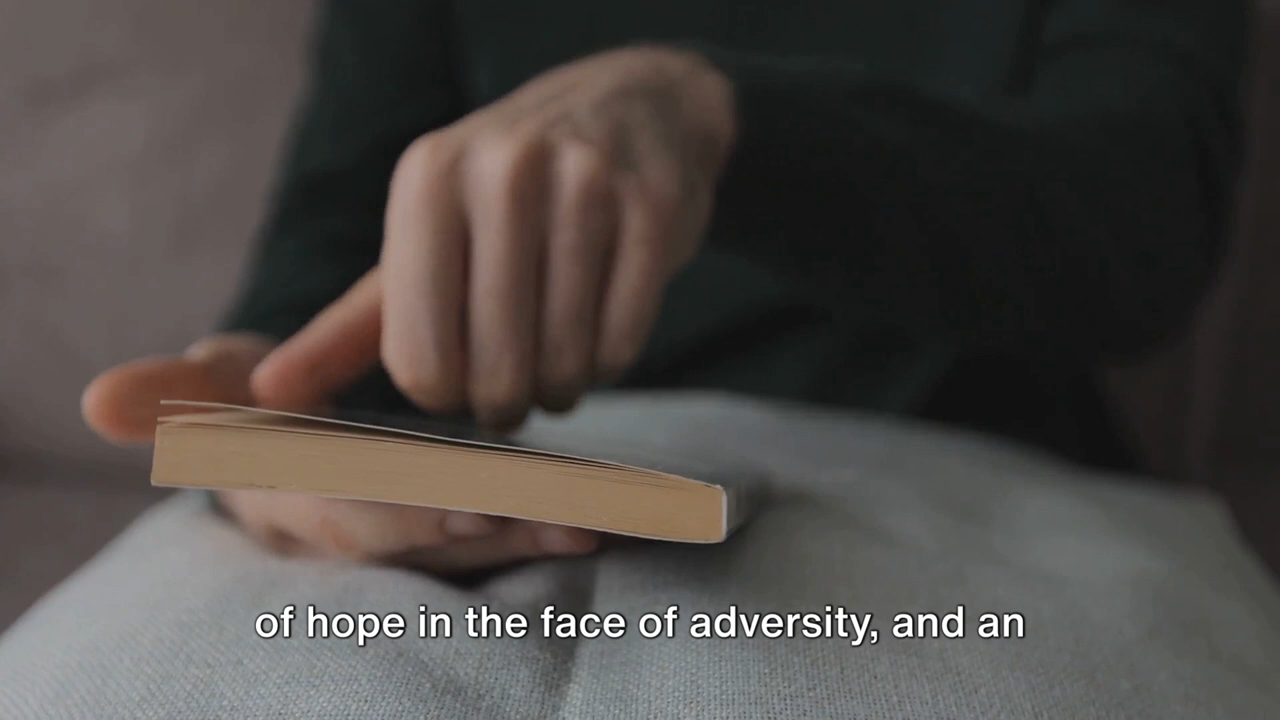 of hope in the face of adversity, and an